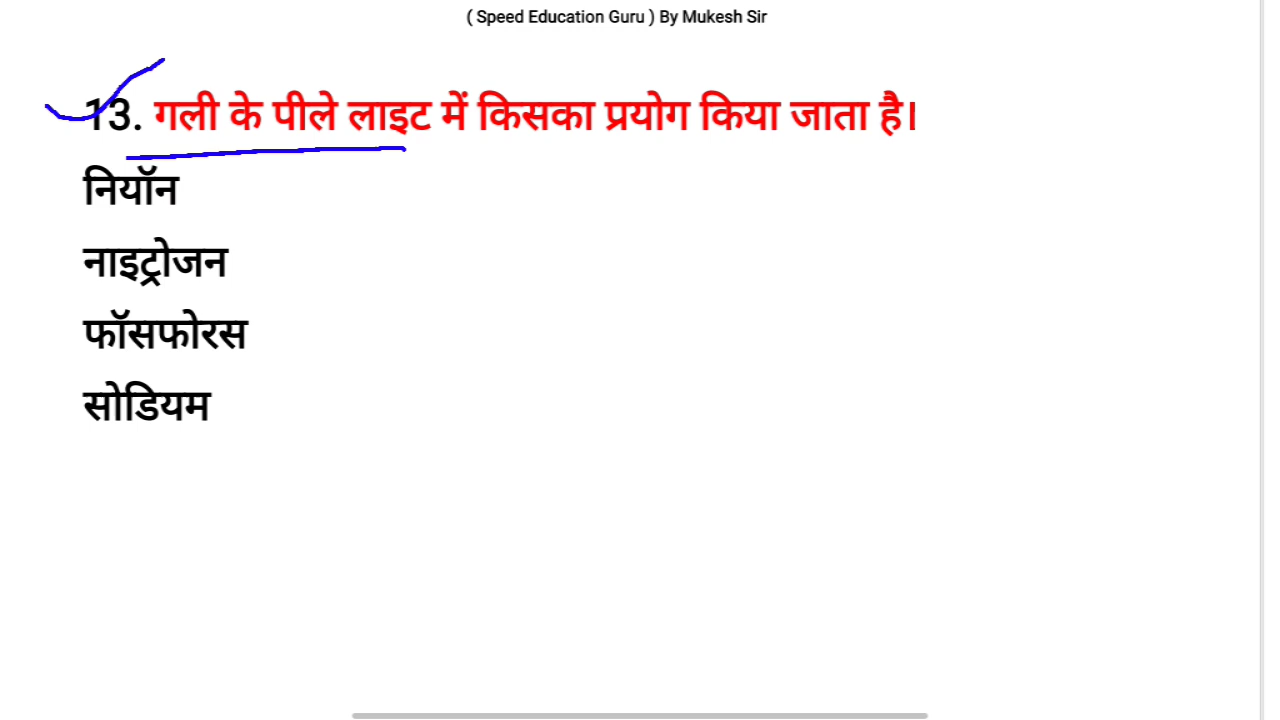 ( Speed Education Guru ) By Mukesh Sir
13. गली के पीले लाइट में किसका प्रयोग किया जाता है।
नियॉन
नाइट्रोजन
फॉसफोरस
सोडियम